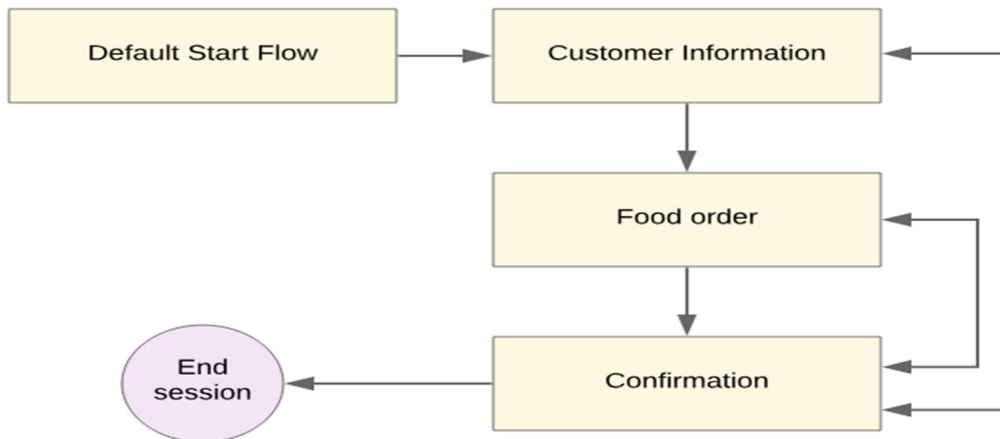 Default Start Flow
Customer Information
Food order
Confirmation
End
session